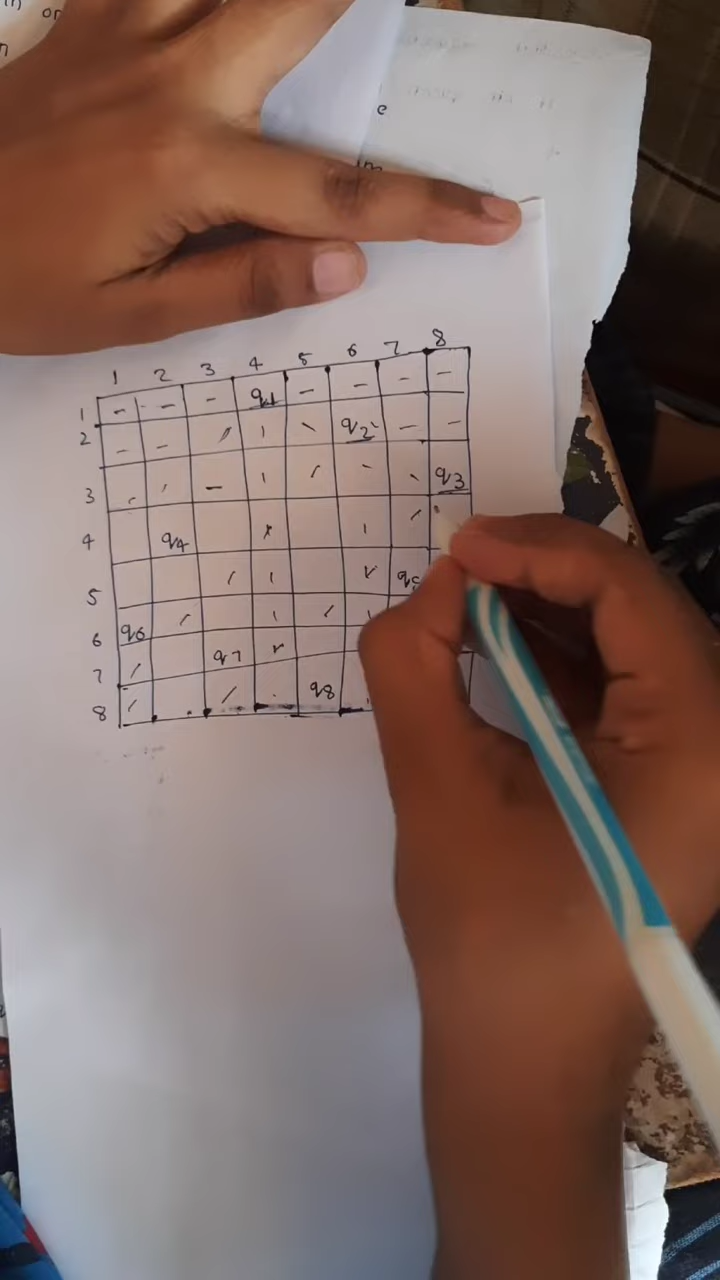 1 2 3 4 5 6 7 8
1 - - - q1 - - - -
2 - - q2 - -
3 - q3
4 q4
5 q5
6 q6
7 q7
8 q8